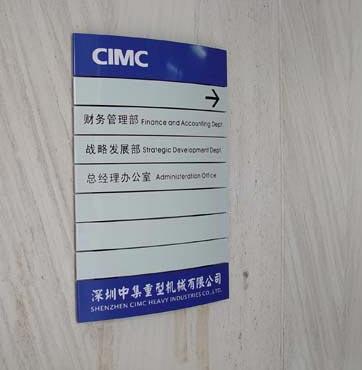 CIMC
→
财务管理部 Finance and Accounting Dept.
战略发展部 Strategic Development Dept.
总经理办公室 Administration Office
深圳中集重型机械有限公司
SHENZHEN CIMC HEAVY INDUSTRIES CO.,LTD.